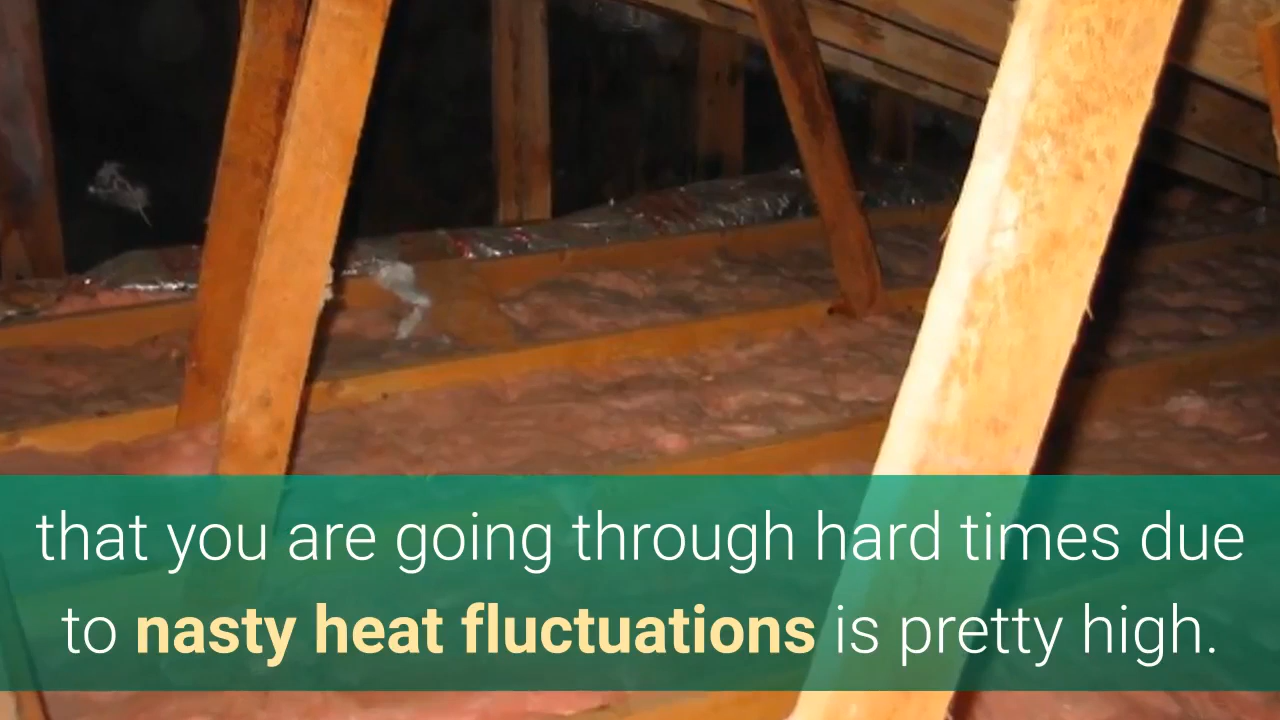 that you are going through hard times due
to nasty heat fluctuations is pretty high.